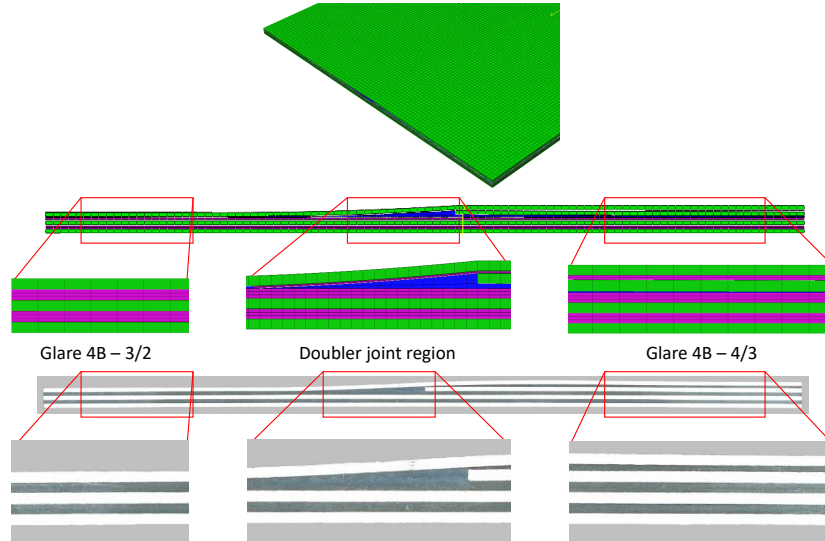 Glare 4B – 3/2
Doubler joint region
Glare 4B – 4/3